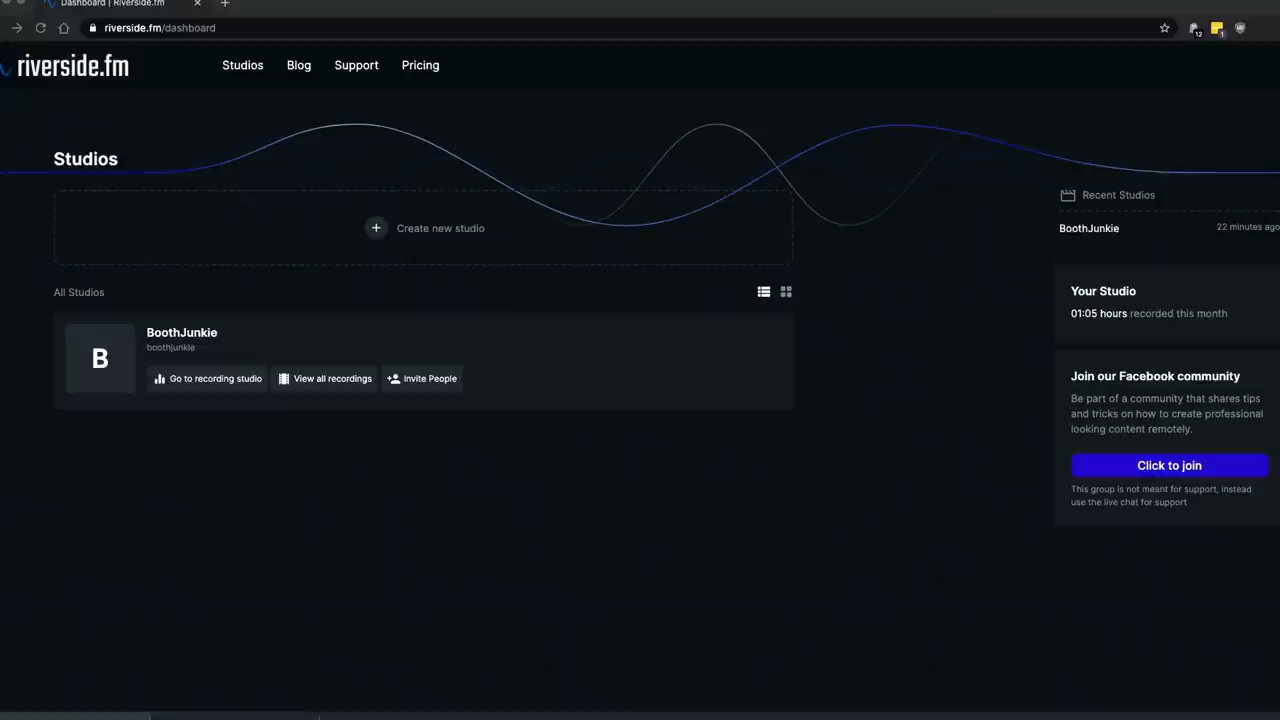 Dashboard | Riverside.fm
riverside.fm/dashboard
12
1
riverside.fm
Studios
Blog
Support
Pricing
Studios
Create new studio
All Studios
B
BoothJunkie
boothjunkie
Go to recording studio
View all recordings
Invite People
Recent Studios
BoothJunkie
22 minutes ago
Your Studio
01:05 hours recorded this month
Join our Facebook community
Be part of a community that shares tips
and tricks on how to create professional
looking content remotely.
Click to join
This group is not meant for support, instead
use the live chat for support